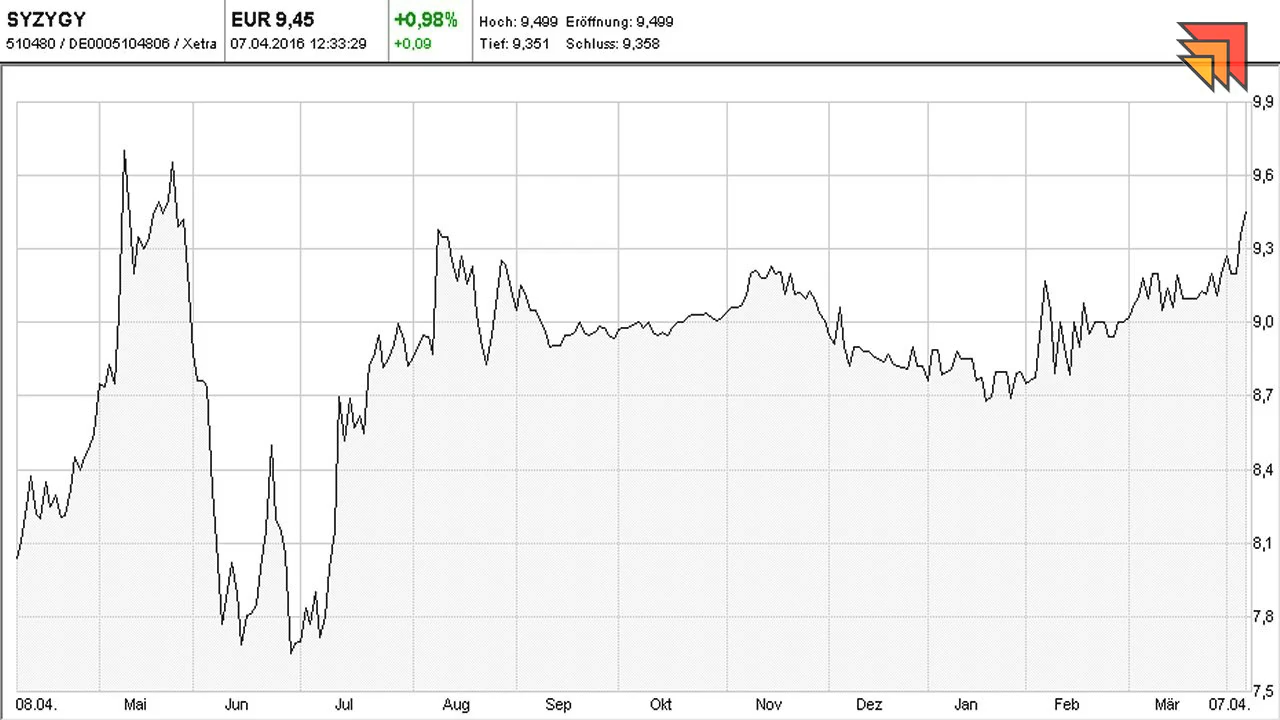 SYZYGY
510480 / DE0005104806 / Xetra
EUR 9,45
07.04.2016 12:33:29
+0,98%
+0,09
Hoch: 9,499 Eröffnung: 9,499
Tief: 9,351 Schluss: 9,358
9,9
9,6
9,3
9,0
8,7
8,4
8,1
7,8
7,5
08.04. Mai Jun Jul Aug Sep Okt Nov Dez Jan Feb Mär 07.04.